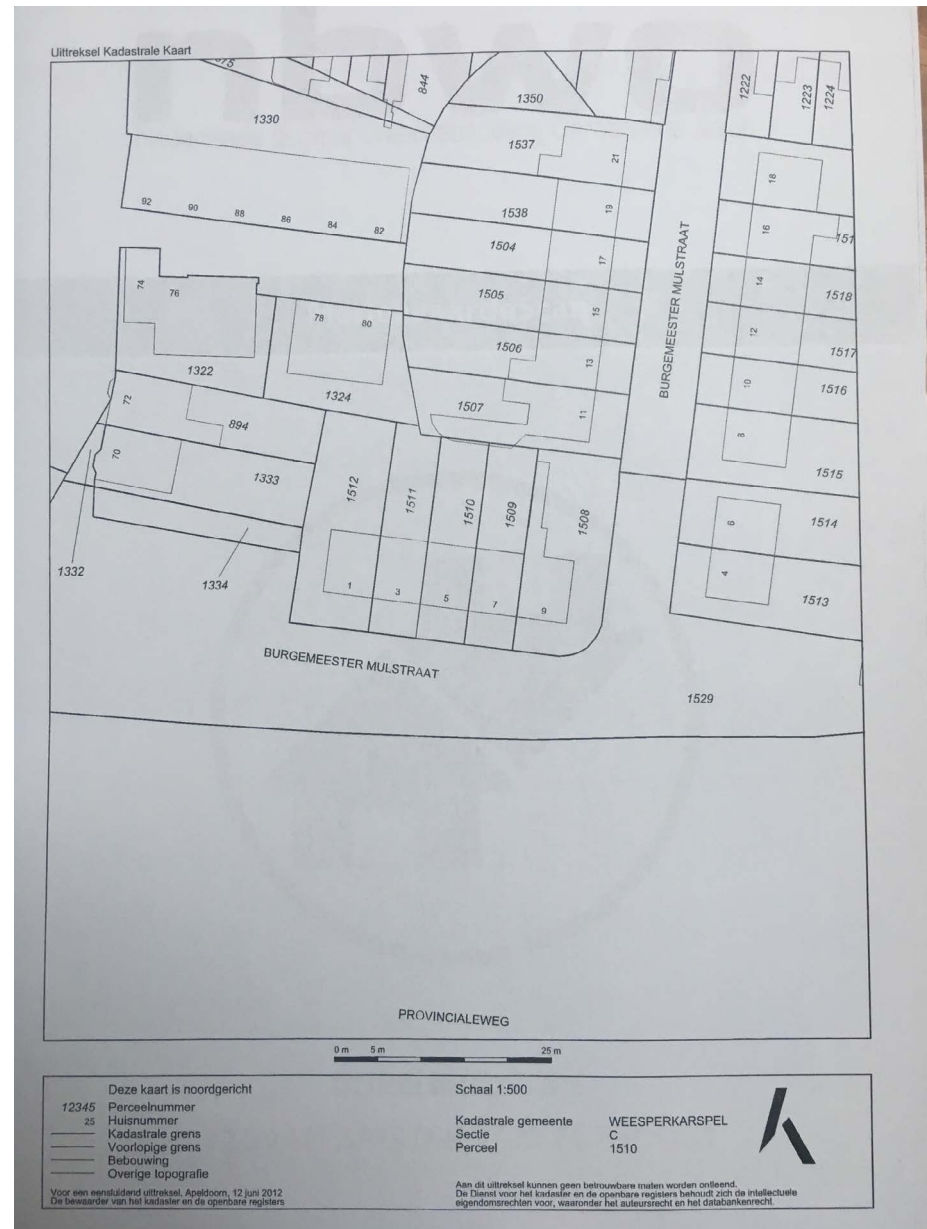 Uittreksel Kadastrale Kaart
844
1350
1222
1223
1224
1330
1537
21
18
92
90
88
86
84
82
1538
19
16
1504
17
74
76
1505
15
14
1518
78
80
1506
13
12
1517
BURGEMEESTER MULSTRAAT
1322
1324
1507
11
10
1516
72
894
8
1515
70
1333
1512
1511
1510
1509
1508
6
1514
1332
1334
4
1513
1
3
5
7
9
BURGEMEESTER MULSTRAAT
1529
PROVINCIALEWEG
0 m 5 m 25 m
Deze kaart is noordgericht
12345 Perceelnummer
25 Huisnummer
Kadastrale grens
Voorlopige grens
Bebouwing
Overige topografie
Voor een eensluidend uittreksel, Apeldoorn, 12 juni 2012
De bewaarder van het kadaster en de openbare registers
Schaal 1:500
Kadastrale gemeente WEESPERKARSPEL
Sectie C
Perceel 1510
Aan dit uittreksel kunnen geen betrouwbare maten worden ontleend.
De Dienst voor het kadaster en de openbare registers behoudt zich de intellectuele
eigendomsrechten voor, waaronder het auteursrecht en het databankenrecht.